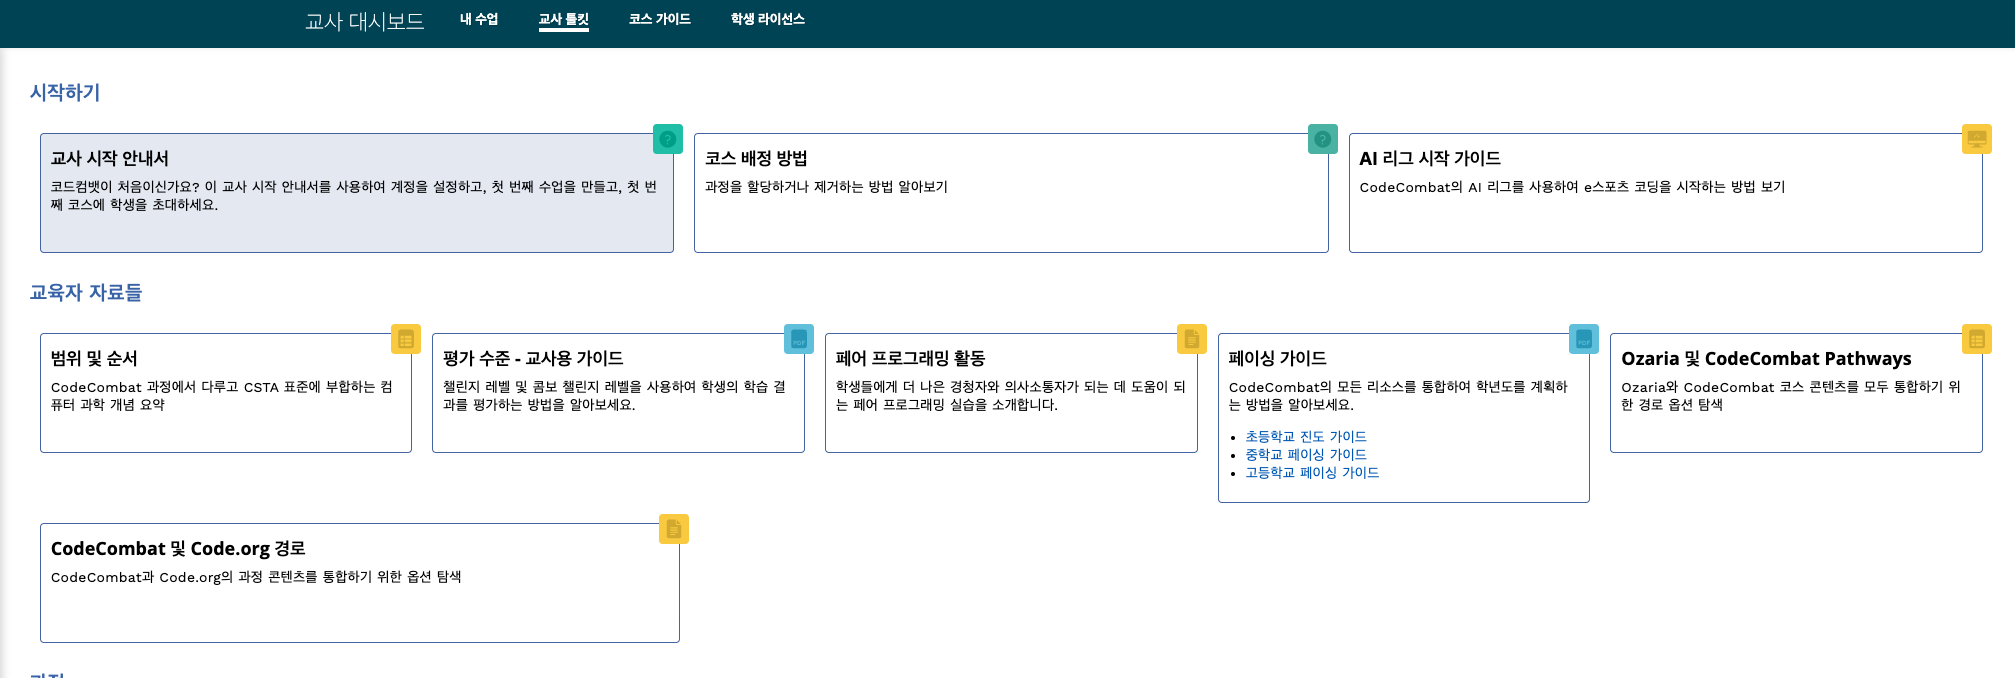 교사 대시보드
내 수업
교사 툴킷
코스 가이드
학생 라이선스
시작하기
교사 시작 안내서
코드컴뱃이 처음이신가요? 이 교사 시작 안내서를 사용하여 계정을 설정하고, 첫 번째 수업을 만들고, 첫 번
째 코스에 학생을 초대하세요.
코스 배정 방법
과정을 할당하거나 제거하는 방법 알아보기
AI 리그 시작 가이드
CodeCombat의 AI 리그를 사용하여 e스포츠 코딩을 시작하는 방법 보기
교육자 자료들
범위 및 순서
CodeCombat 과정에서 다루고 CSTA 표준에 부합하는 컴
퓨터 과학 개념 요약
평가 수준 - 교사용 가이드
챌린지 레벨 및 콤보 챌린지 레벨을 사용하여 학생의 학습 결
과를 평가하는 방법을 알아보세요.
PDF
페어 프로그래밍 활동
학생들에게 더 나은 경청자와 의사소통자가 되는 데 도움이 되
는 페어 프로그래밍 실습을 소개합니다.
페이싱 가이드
CodeCombat의 모든 리소스를 통합하여 학년도를 계획하
는 방법을 알아보세요.
PDF
초등학교 진도 가이드
중학교 페이싱 가이드
고등학교 페이싱 가이드
Ozaria 및 CodeCombat Pathways
Ozaria와 CodeCombat 코스 콘텐츠를 모두 통합하기 위
한 경로 옵션 탐색
CodeCombat 및 Code.org 경로
CodeCombat과 Code.org의 과정 콘텐츠를 통합하기 위한 옵션 탐색